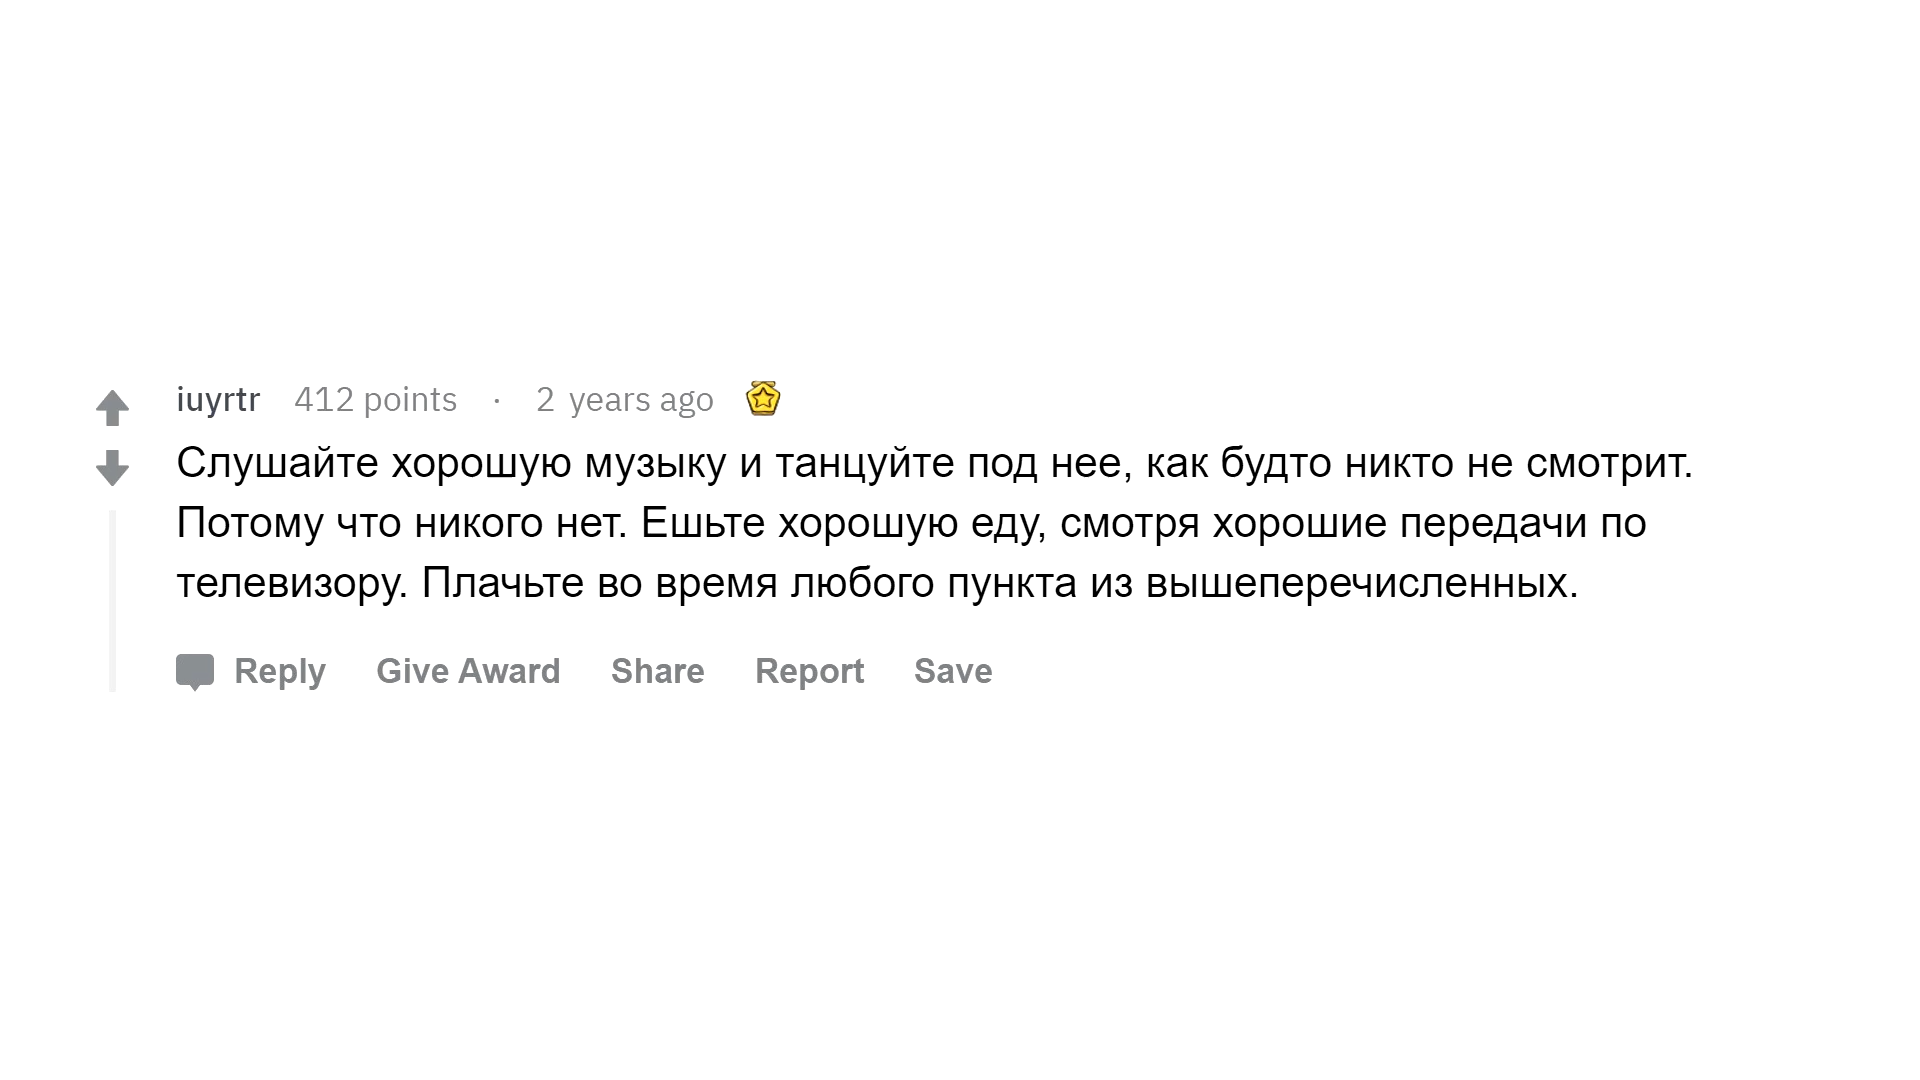 iuyrtr 412 points · 2 years ago
Слушайте хорошую музыку и танцуйте под нее, как будто никто не смотрит.
Потому что никого нет. Ешьте хорошую еду, смотря хорошие передачи по
телевизору. Плачьте во время любого пункта из вышеперечисленных.
Reply Give Award Share Report Save